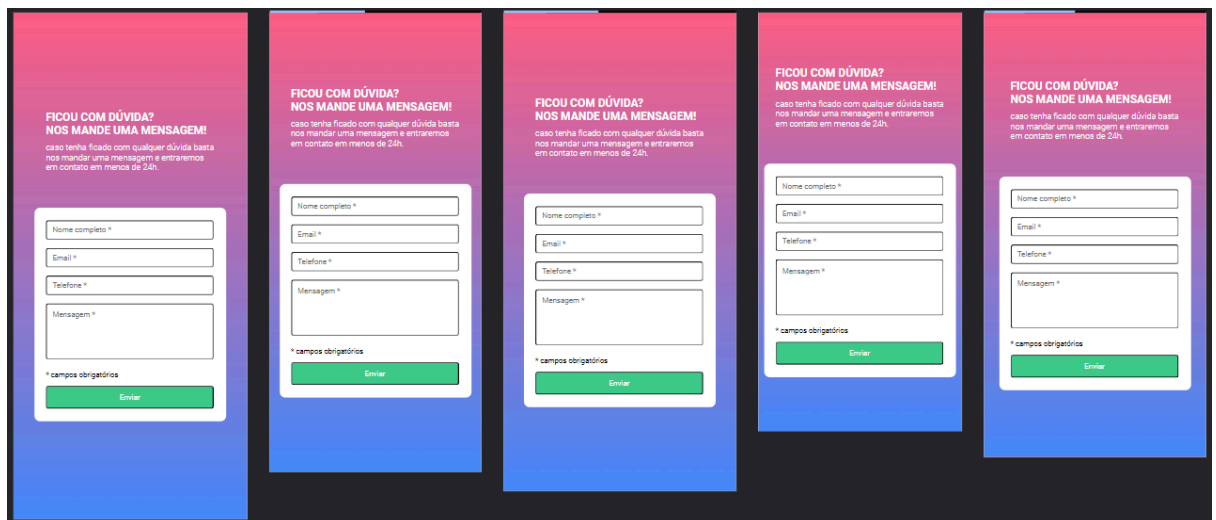 FICOU COM DÚVIDA?
NOS MANDE UMA MENSAGEM!
caso tenha ficado com qualquer dúvida basta
nos mandar uma mensagem e entraremos
em contato em menos de 24h.
Nome completo *
Email *
Telefone *
Mensagem *
* campos obrigatórios
Enviar
FICOU COM DÚVIDA?
NOS MANDE UMA MENSAGEM!
caso tenha ficado com qualquer dúvida basta
nos mandar uma mensagem e entraremos
em contato em menos de 24h.
Nome completo *
Email *
Telefone *
Mensagem *
* campos obrigatórios
Enviar
FICOU COM DÚVIDA?
NOS MANDE UMA MENSAGEM!
caso tenha ficado com qualquer dúvida basta
nos mandar uma mensagem e entraremos
em contato em menos de 24h.
Nome completo *
Email *
Telefone *
Mensagem *
* campos obrigatórios
Enviar
FICOU COM DÚVIDA?
NOS MANDE UMA MENSAGEM!
caso tenha ficado com qualquer dúvida basta
nos mandar uma mensagem e entraremos
em contato em menos de 24h.
Nome completo *
Email *
Telefone *
Mensagem *
* campos obrigatórios
Enviar
FICOU COM DÚVIDA?
NOS MANDE UMA MENSAGEM!
caso tenha ficado com qualquer dúvida basta
nos mandar uma mensagem e entraremos
em contato em menos de 24h.
Nome completo *
Email *
Telefone *
Mensagem *
* campos obrigatórios
Enviar